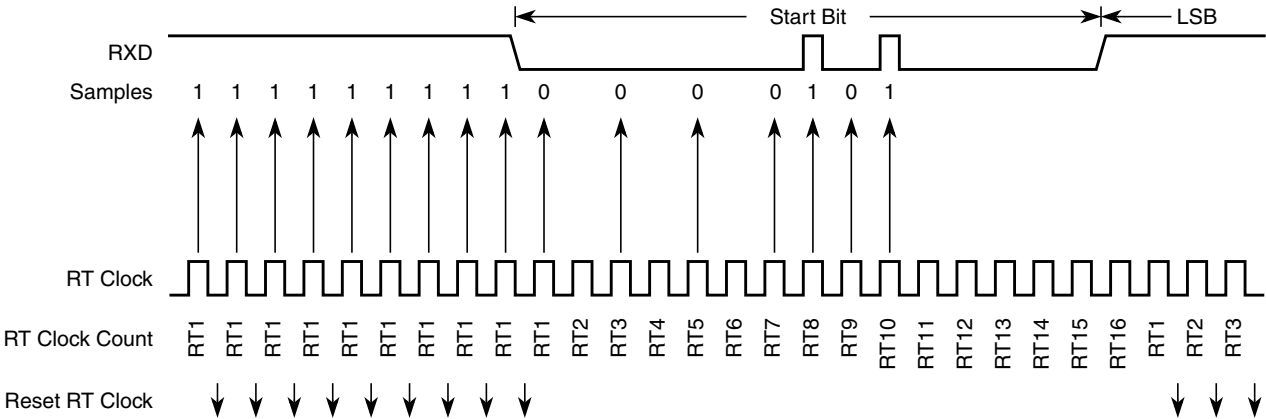 Start Bit LSB
RXD
Samples 1 1 1 1 1 1 1 1 1 0 0 0 0 1 0 1
RT Clock
RT Clock Count RT1 RT1 RT1 RT1 RT1 RT1 RT1 RT1 RT1 RT1 RT2 RT3 RT4 RT5 RT6 RT7 RT8 RT9 RT10 RT11 RT12 RT13 RT14 RT15 RT16 RT1 RT2 RT3
Reset RT Clock